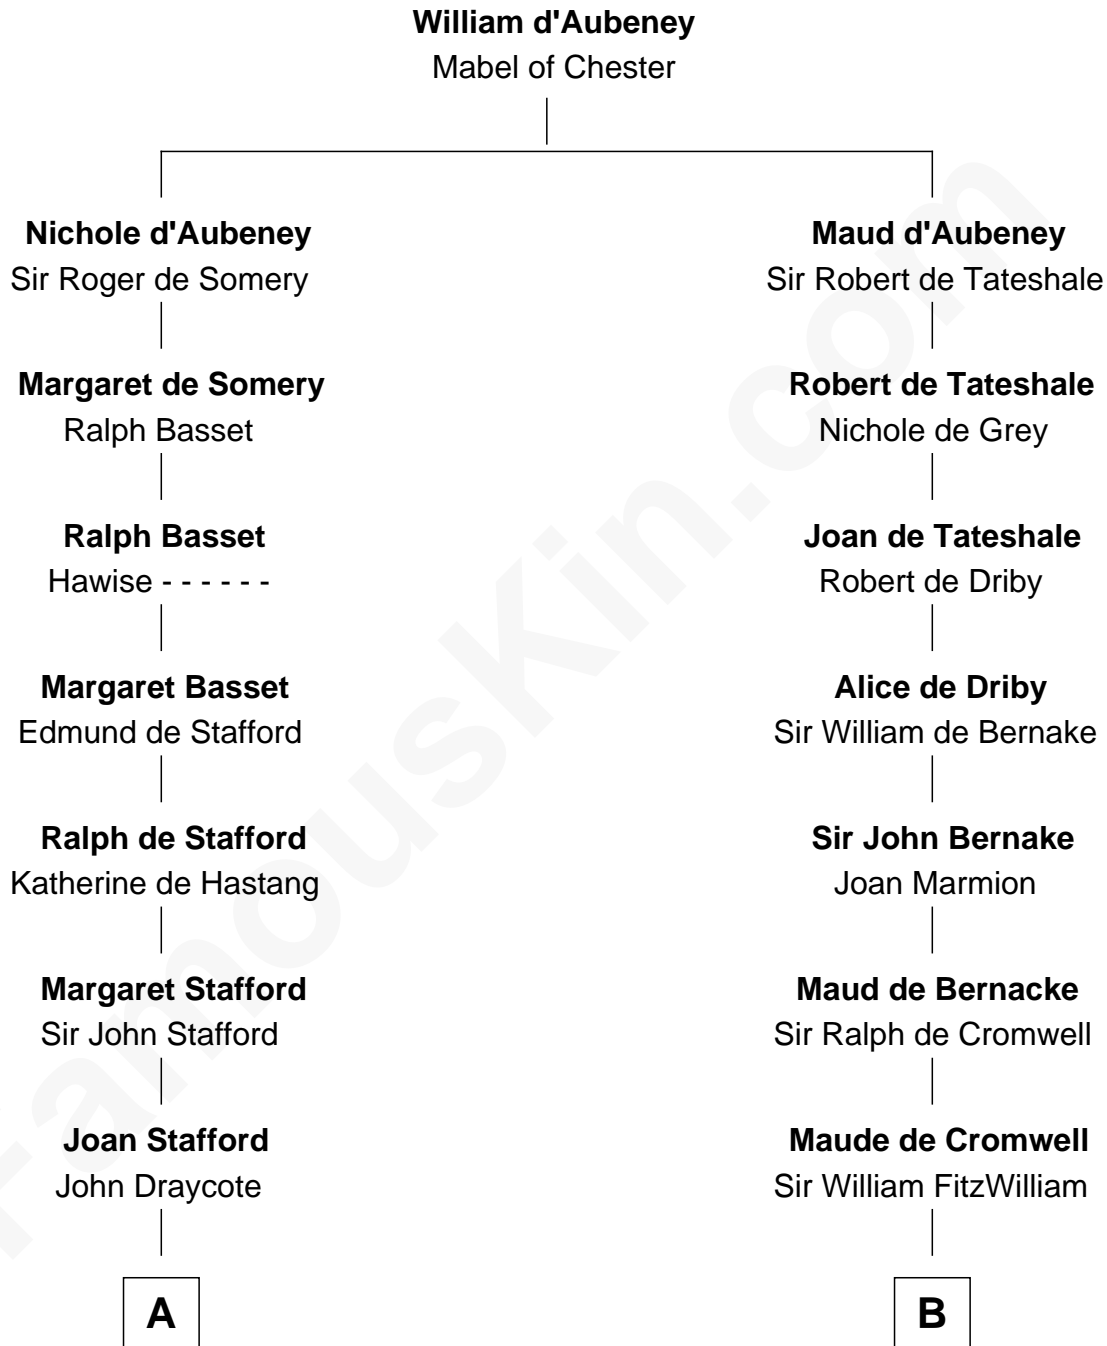 William d'Aubeney
Mabel of Chester
Nichole d'Aubeney
Sir Roger de Somery
Maud d'Aubeney
Sir Robert de Tateshale
Margaret de Somery
Ralph Basset
Robert de Tateshale
Nichole de Grey
Ralph Basset
Hawise - - - - - -
Joan de Tateshale
Robert de Driby
Margaret Basset
Edmund de Stafford
Alice de Driby
Sir William de Bernake
Ralph de Stafford
Katherine de Hastang
Sir John Bernake
Joan Marmion
Margaret Stafford
Sir John Stafford
Maud de Bernacke
Sir Ralph de Cromwell
Joan Stafford
John Draycote
Maude de Cromwell
Sir William FitzWilliam
A
B
FamousKin.com